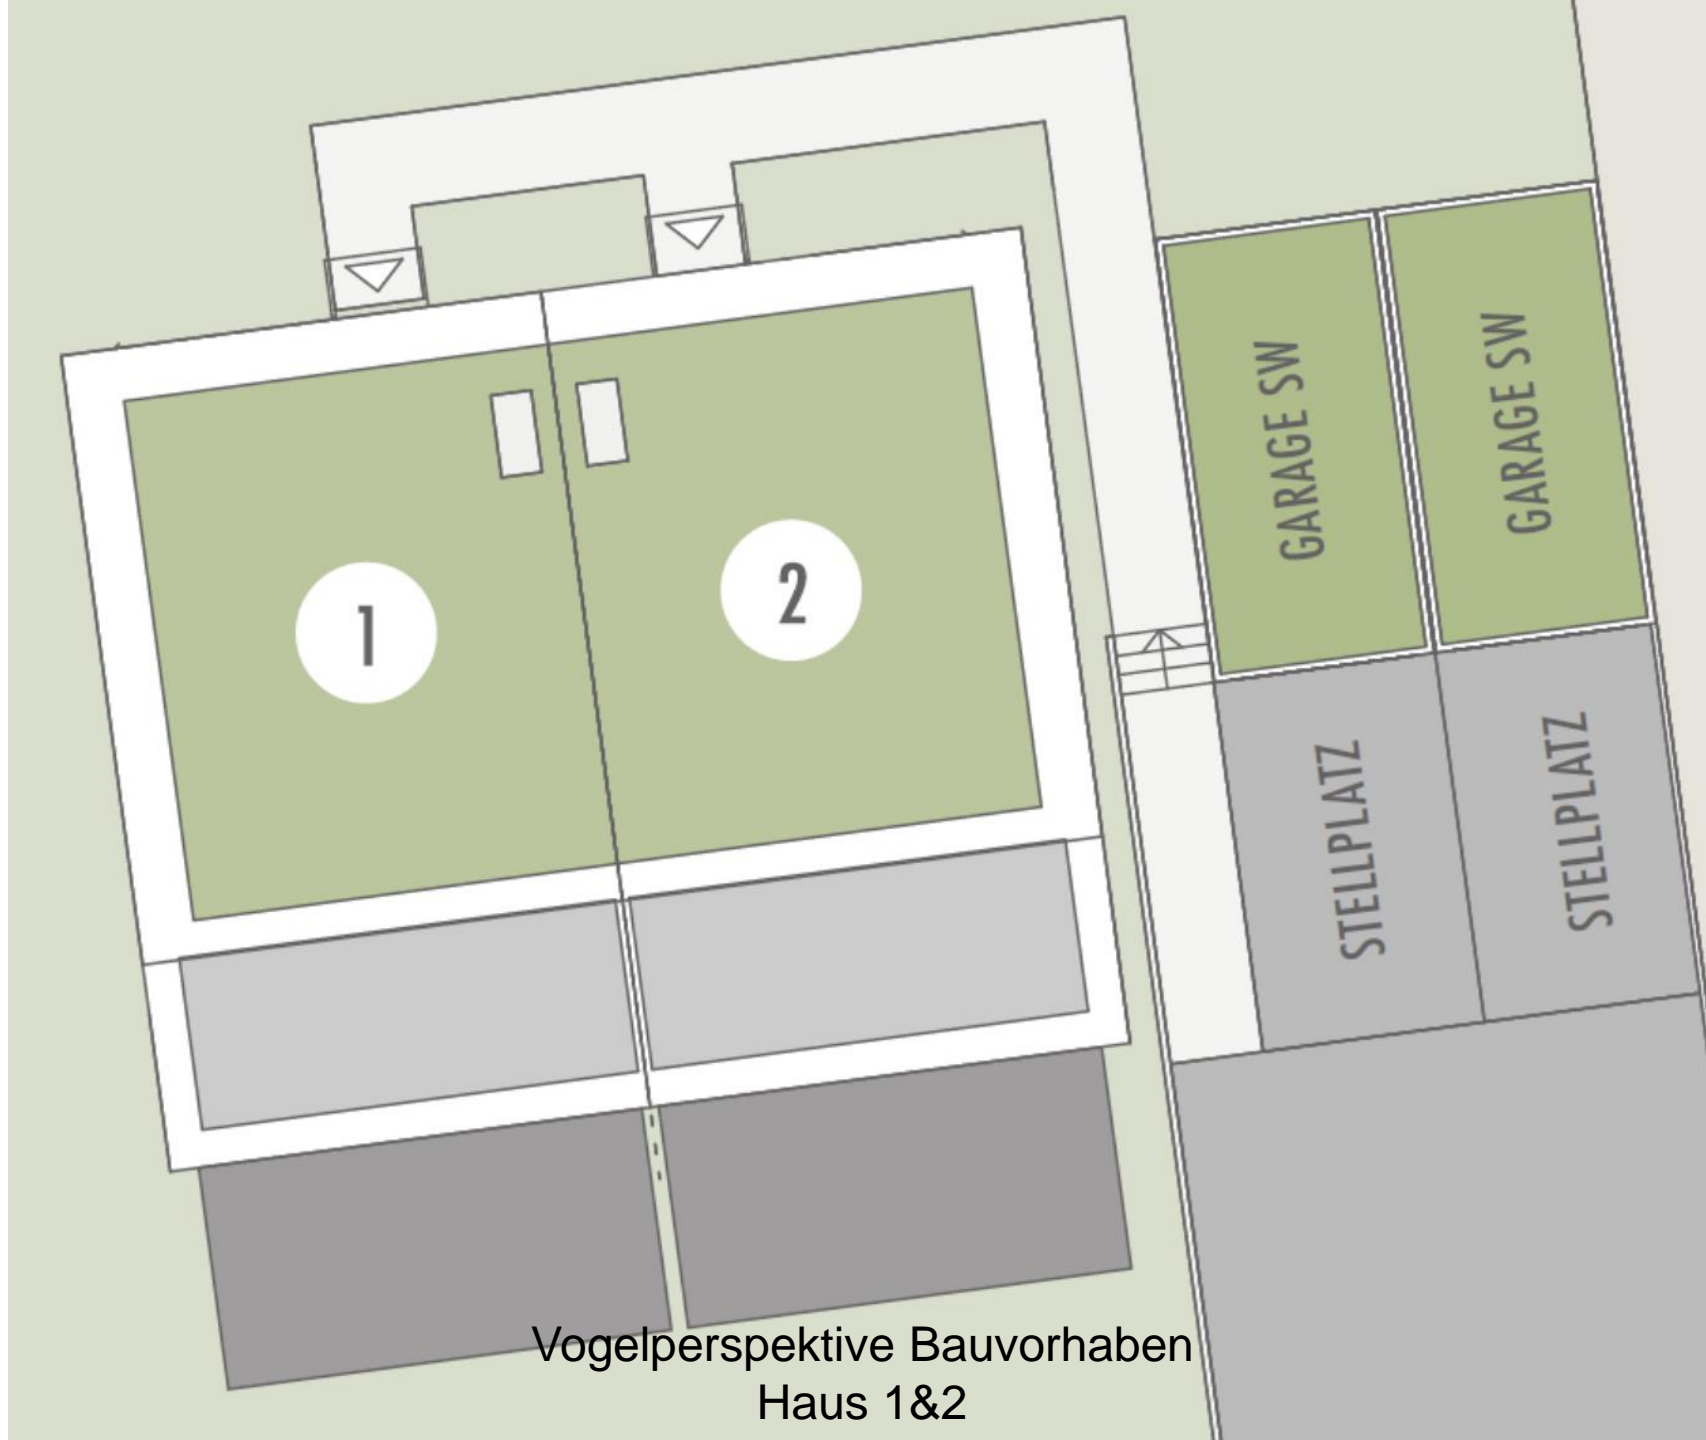 GARAGE SW
GARAGE SW
1
2
STELLPLATZ
STELLPLATZ
Vogelperspektive Bauvorhaben
Haus 1&2